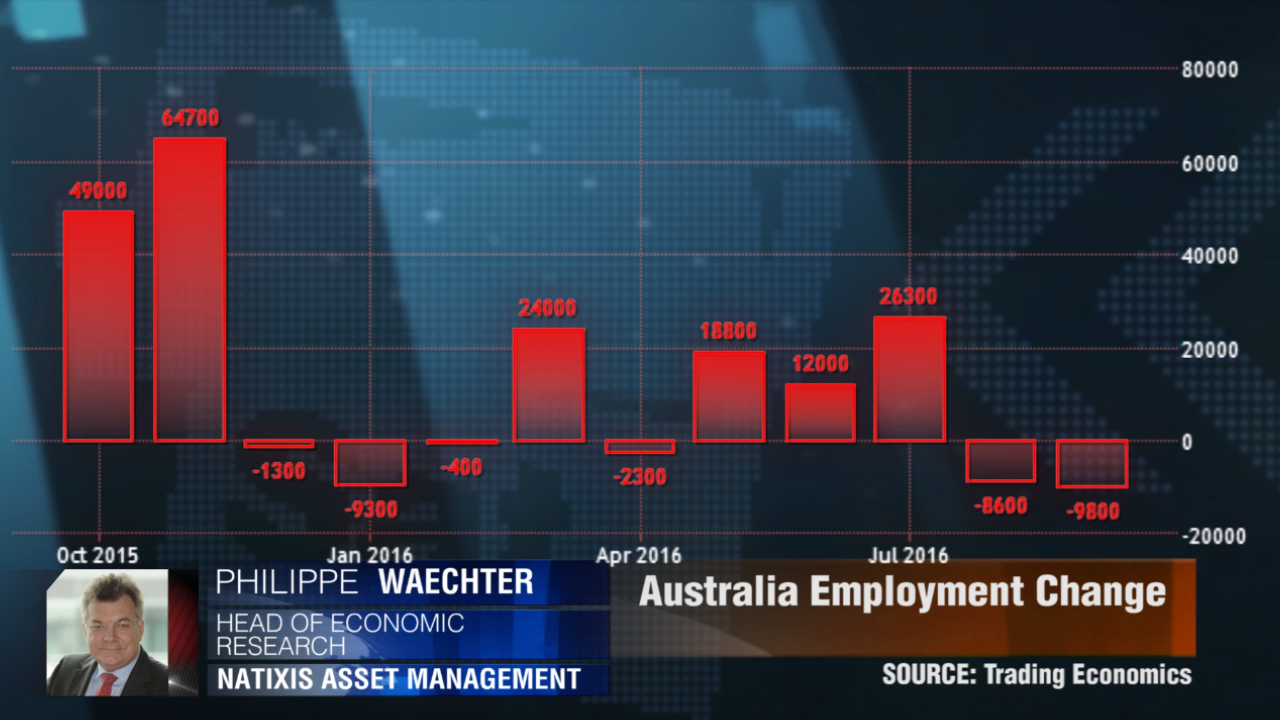 80000
64700
60000
49000
40000
26300
24000
18800
20000
12000
0
-1300
-400
-2300
-9300
-8600
-9800
-20000
Oct 2015
Jan 2016
Apr 2016
Jul 2016
PHILIPPE WAECHTER
HEAD OF ECONOMIC
RESEARCH
NATIXIS ASSET MANAGEMENT
Australia Employment Change
SOURCE: Trading Economics